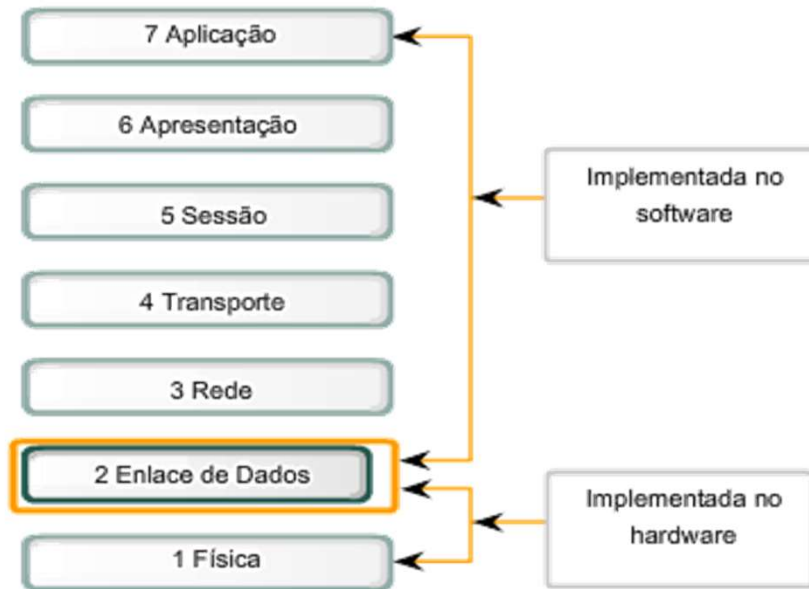 7 Aplicação
6 Apresentação
Implementada no
software
5 Sessão
4 Transporte
3 Rede
2 Enlace de Dados
Implementada no
hardware
1 Física